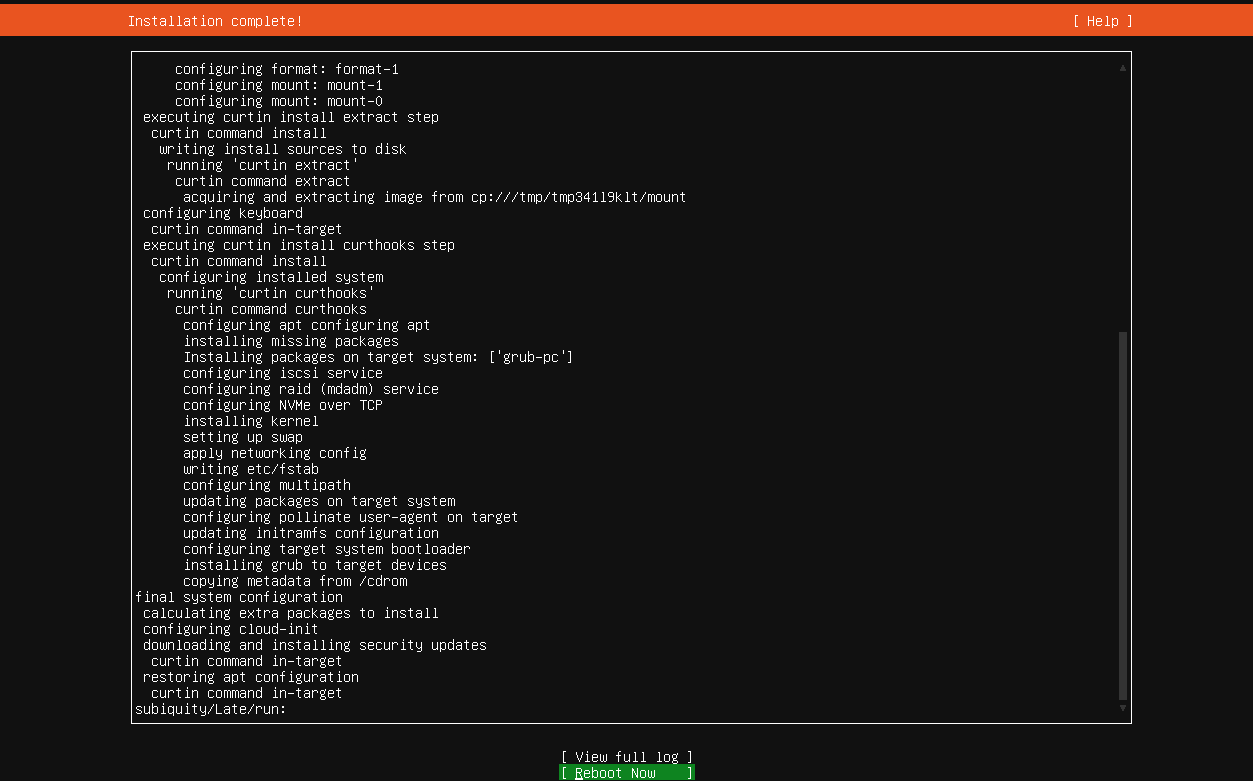 Installation complete!
[ Help ]
configuring format: format-1
configuring mount: mount-1
configuring mount: mount-0
executing curtin install extract step
curtin command install
writing install sources to disk
running 'curtin extract'
curtin command extract
acquiring and extracting image from cp:///tmp/tmp341l9klt/mount
configuring keyboard
curtin command in-target
executing curtin install curthooks step
curtin command install
configuring installed system
running 'curtin curthooks'
curtin command curthooks
configuring apt configuring apt
installing missing packages
Installing packages on target system: ['grub-pc']
configuring iscsi service
configuring raid (mdadm) service
configuring NVMe over TCP
installing kernel
setting up swap
apply networking config
writing etc/fstab
configuring multipath
updating packages on target system
configuring pollinate user-agent on target
updating initramfs configuration
configuring target system bootloader
installing grub to target devices
copying metadata from /cdrom
final system configuration
calculating extra packages to install
configuring cloud-init
downloading and installing security updates
curtin command in-target
restoring apt configuration
curtin command in-target
subiquity/Late/run:
[ View full log ]
[ Reboot Now ]